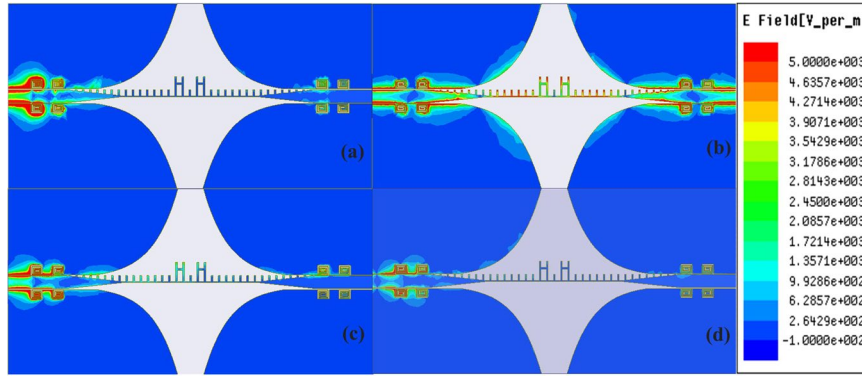 E Field[V_per_m
5.0000e+003
4.6357e+003
4.2714e+003
3.9071e+003
3.5429e+003
3.1786e+003
2.8143e+003
2.4500e+003
2.0857e+003
1.7214e+003
1.3571e+003
9.9286e+002
6.2857e+002
2.6429e+002
-1.0000e+002
(a)
(b)
(c)
(d)